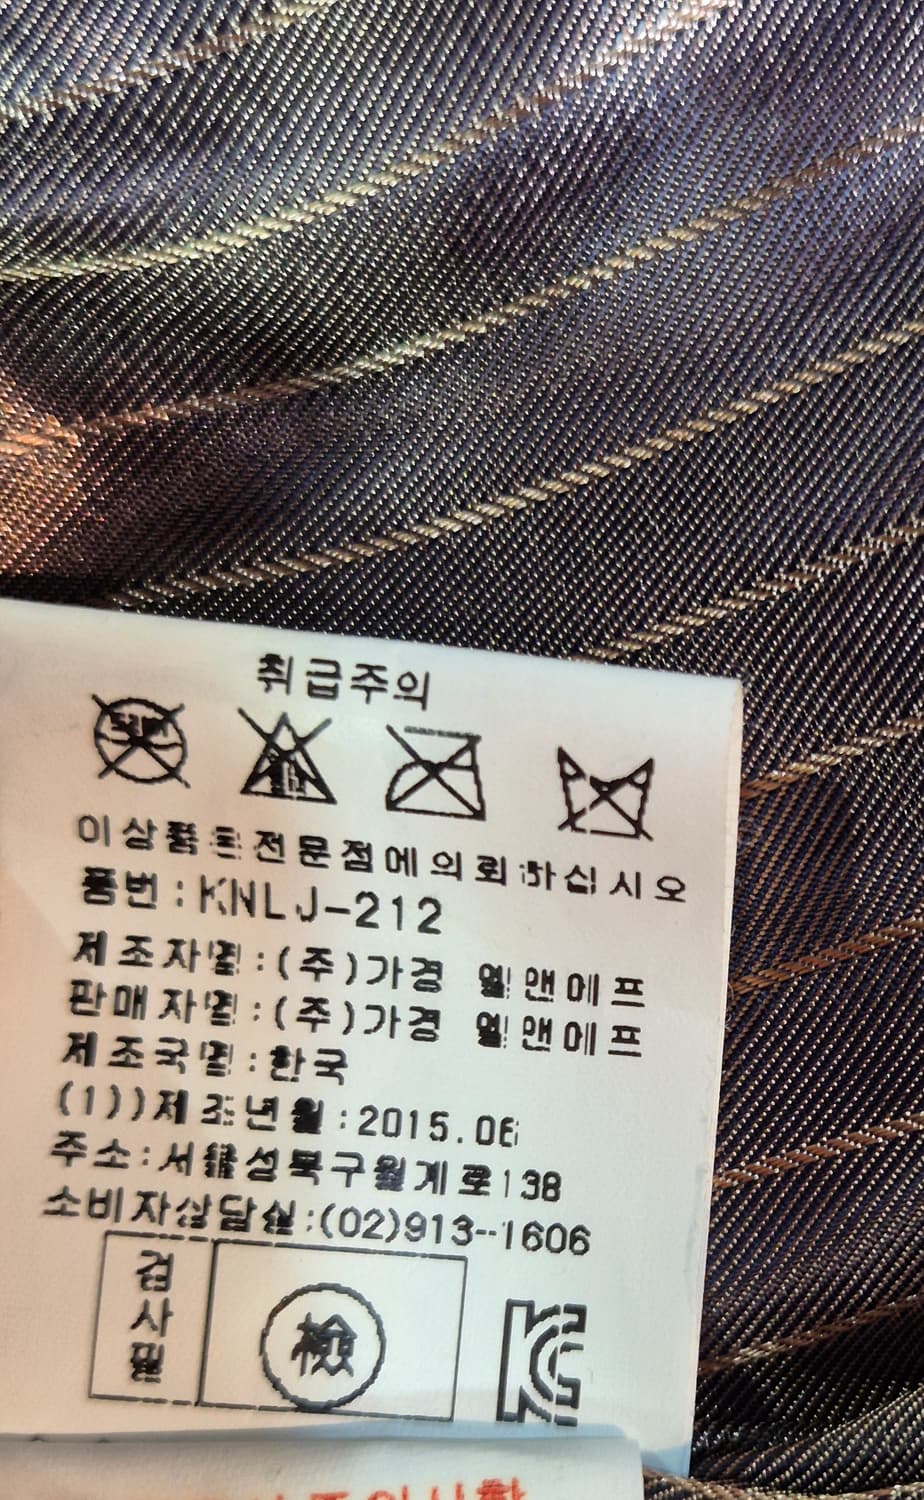 취급주의
이상품은전문점에의뢰하십시오
품번:KNLJ-212
제조자명:(주)가경 엘앤에프
판매자명:(주)가경 엘앤에프
제조국명:한국
(1))제조년월:2015.06
주소:서울성북구월계로138
소비자상담실:(02)913-1606
검사필
檢
KC